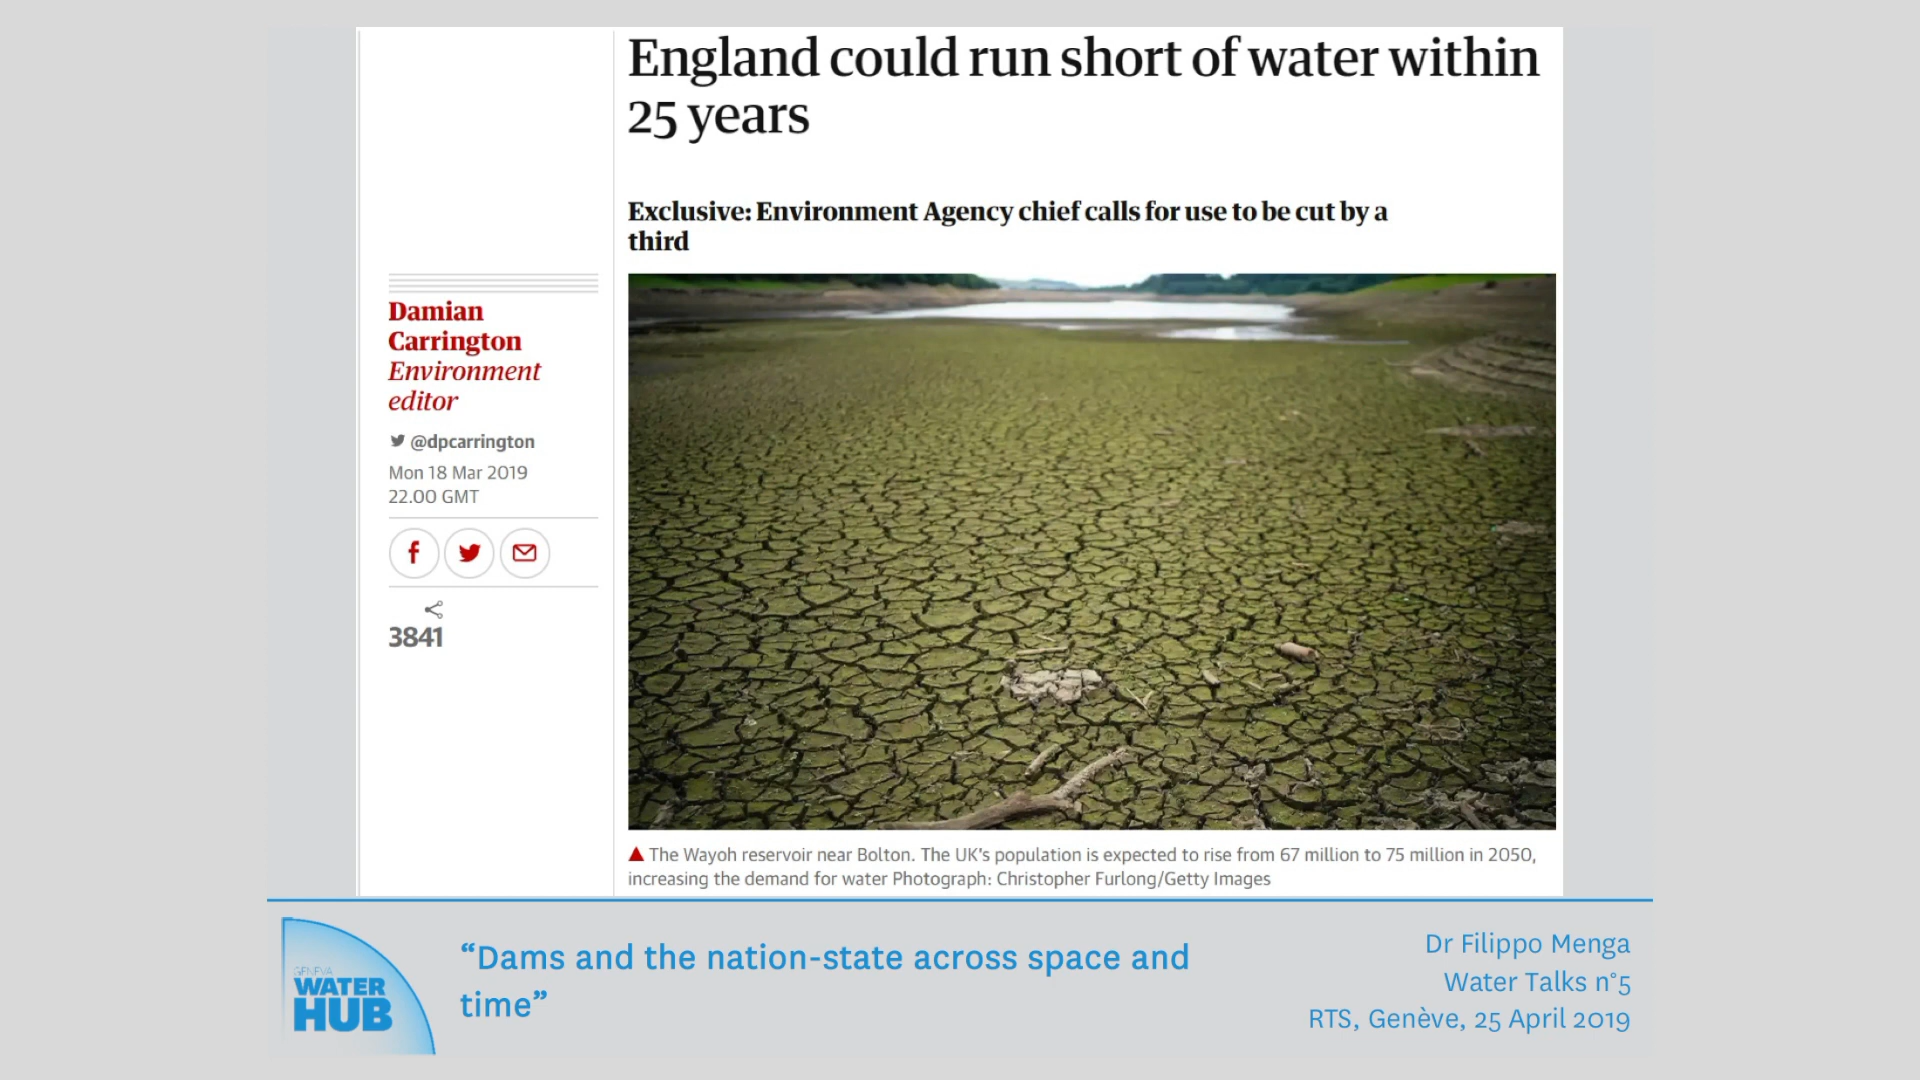 England could run short of water within
25 years
Exclusive: Environment Agency chief calls for use to be cut by a
third
Damian
Carrington
Environment
editor
@dpcarrington
Mon 18 Mar 2019
22.00 GMT
3841
The Wayoh reservoir near Bolton. The UK's population is expected to rise from 67 million to 75 million in 2050,
increasing the demand for water Photograph: Christopher Furlong/Getty Images
GENEVA
WATER
HUB
“Dams and the nation-state across space and
time”
Dr Filippo Menga
Water Talks n°5
RTS, Genève, 25 April 2019